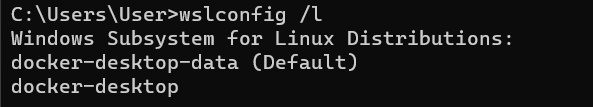 C:\Users\User>wslconfig /l
Windows Subsystem for Linux Distributions:
docker-desktop-data (Default)
docker-desktop